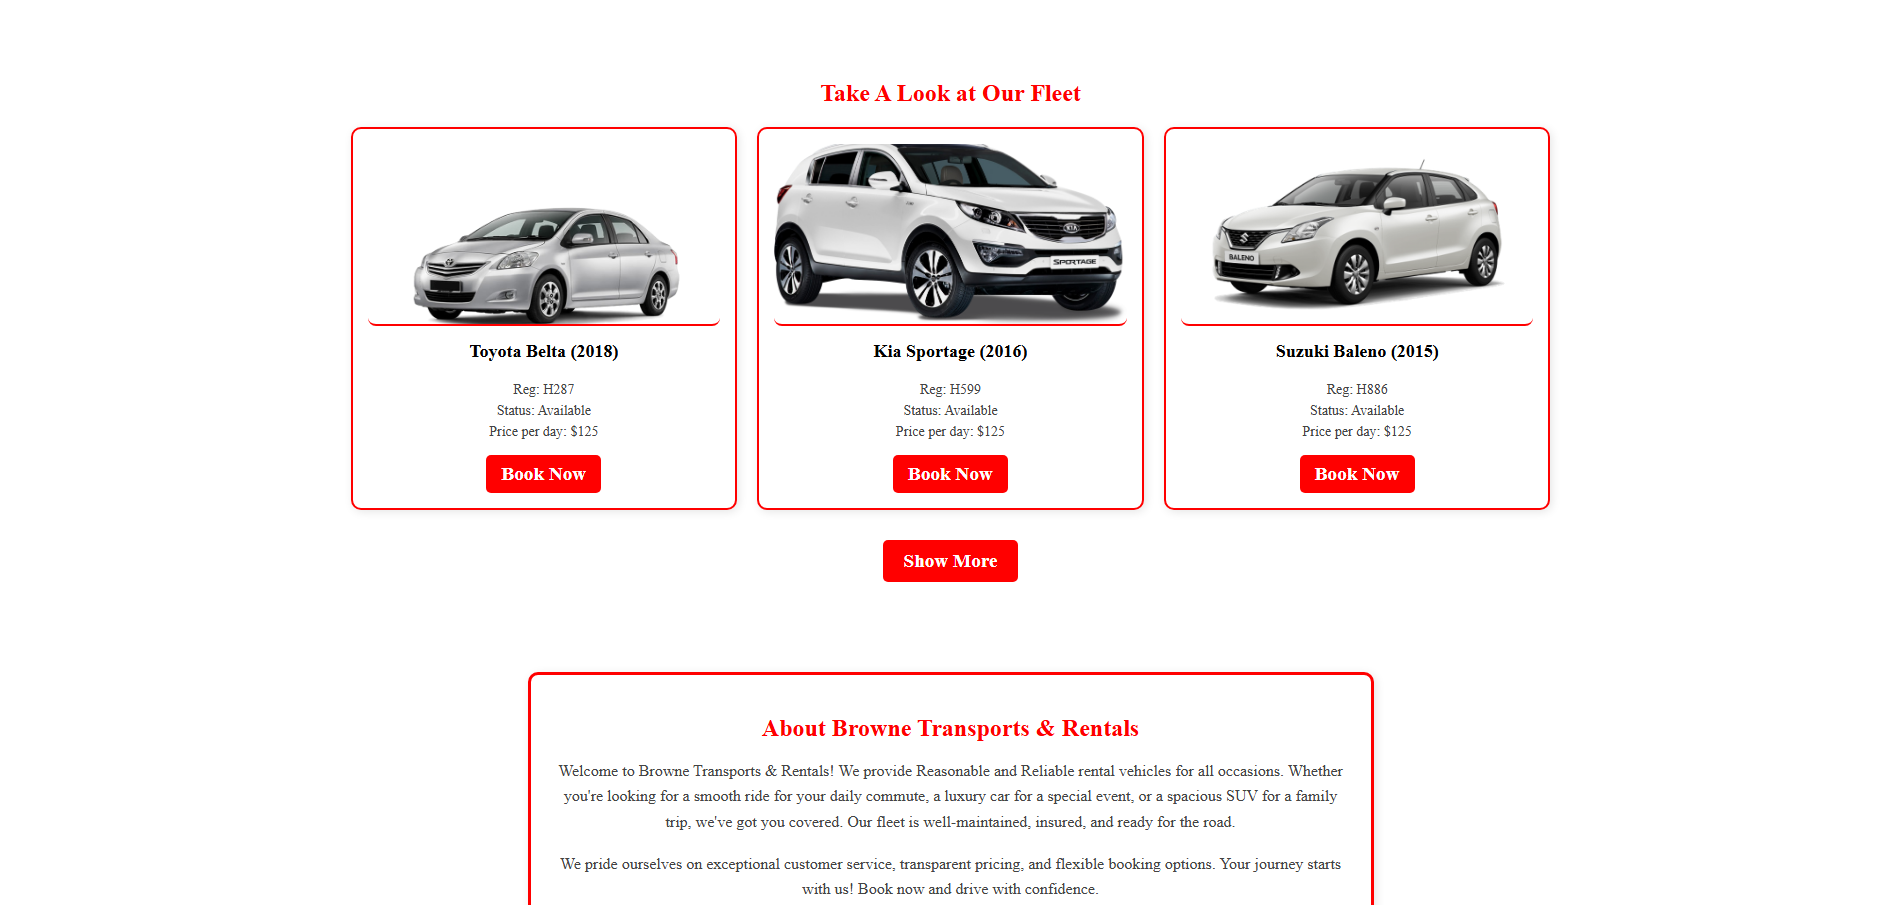 Take A Look at Our Fleet
KIA
SPORTAGE
BALENO
Toyota Belta (2018)
Kia Sportage (2016)
Suzuki Baleno (2015)
Reg: H287
Status: Available
Price per day: $125
Reg: H599
Status: Available
Price per day: $125
Reg: H886
Status: Available
Price per day: $125
Book Now
Book Now
Book Now
Show More
About Browne Transports & Rentals
Welcome to Browne Transports & Rentals! We provide Reasonable and Reliable rental vehicles for all occasions. Whether
you're looking for a smooth ride for your daily commute, a luxury car for a special event, or a spacious SUV for a family
trip, we've got you covered. Our fleet is well-maintained, insured, and ready for the road.
We pride ourselves on exceptional customer service, transparent pricing, and flexible booking options. Your journey starts
with us! Book now and drive with confidence.